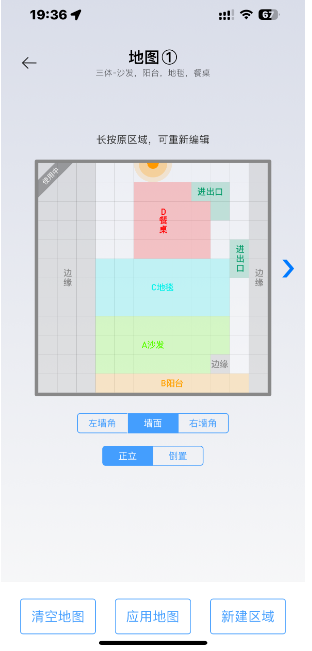 19:36
67
地图①
三体-沙发，阳台，地毯，餐桌
长按原区域，可重新编辑
使用中
进出口
D
餐
桌
进
出
口
边
缘
边
缘
C地毯
A沙发
边缘
B阳台
左墙角
墙面
右墙角
正立
倒置
清空地图
应用地图
新建区域